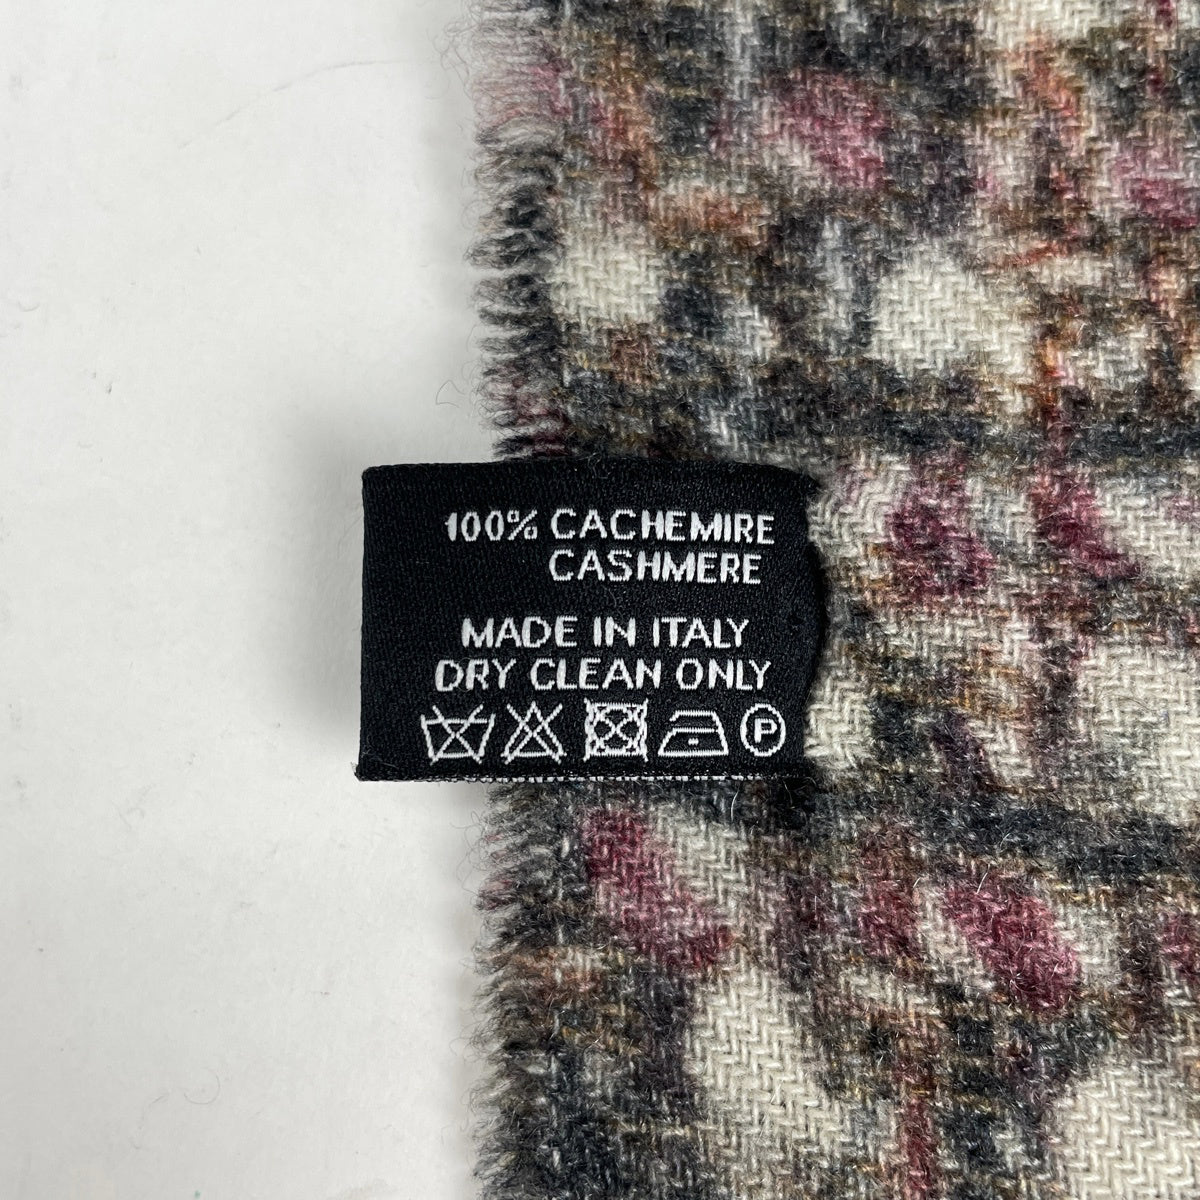 100% CACHEMIRE
CASHMERE
MADE IN ITALY
DRY CLEAN ONLY
P